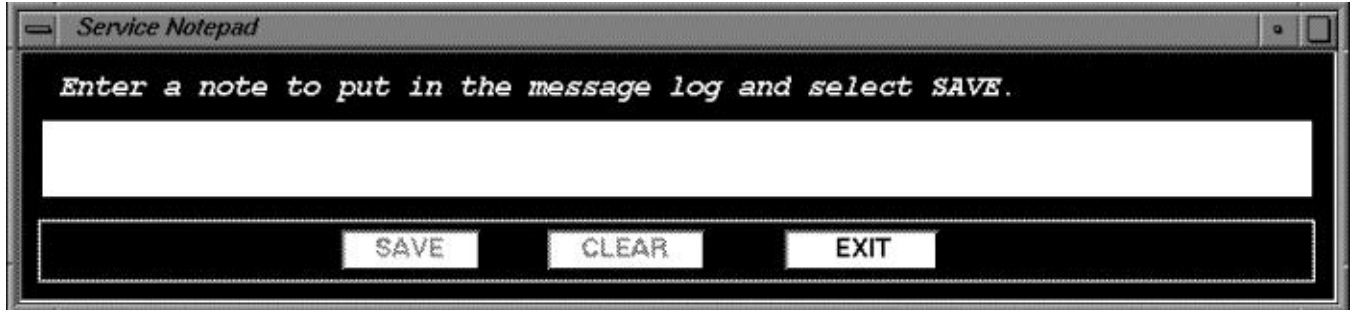 Service Notepad
Enter a note to put in the message log and select SAVE.
SAVE CLEAR EXIT